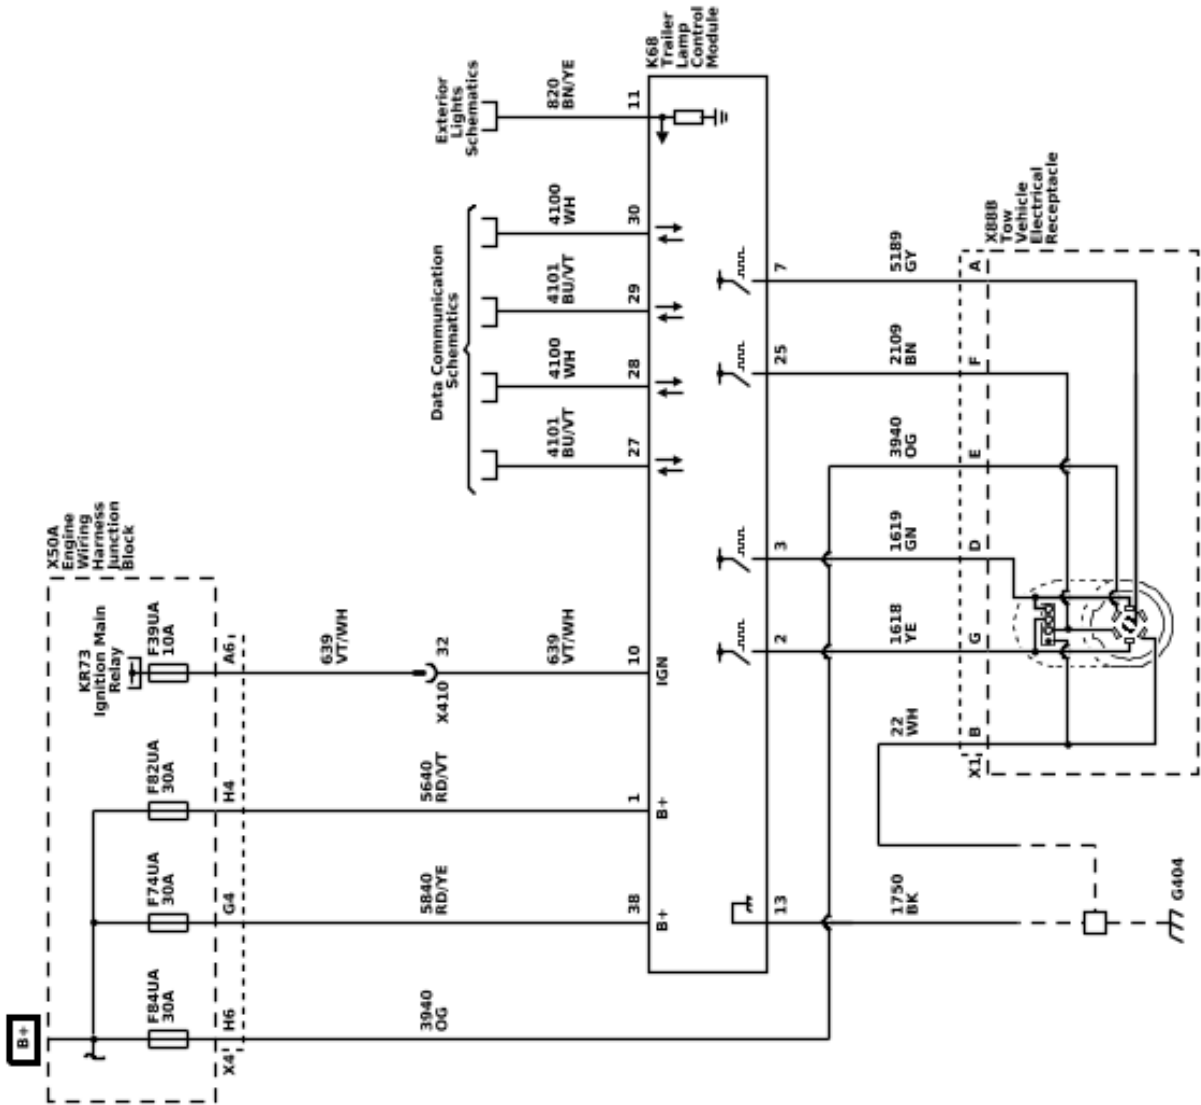 B+
X50A
Engine
Wiring
Harness
Junction
Block
F84UA
30A
F74UA
30A
F82UA
30A
KR73
Ignition Main
Relay
F39UA
10A
X4
H6
G4
H4
A6
3940
OG
5840
RD/YE
5640
RD/VT
639
VT/WH
X410
32
639
VT/WH
Data Communication
Schematics
4101
BU/VT
4100
WH
4101
BU/VT
4100
WH
Exterior
Lights
Schematics
820
BN/YE
38
1
10
27
28
29
30
11
B+
B+
IGN
K68
Trailer
Lamp
Control
Module
13
2
3
25
7
1750
BK
22
WH
1618
YE
1619
GN
3940
OG
2109
BN
5189
GY
X1
B
G
D
E
F
A
X88B
Tow
Vehicle
Electrical
Receptacle
G404